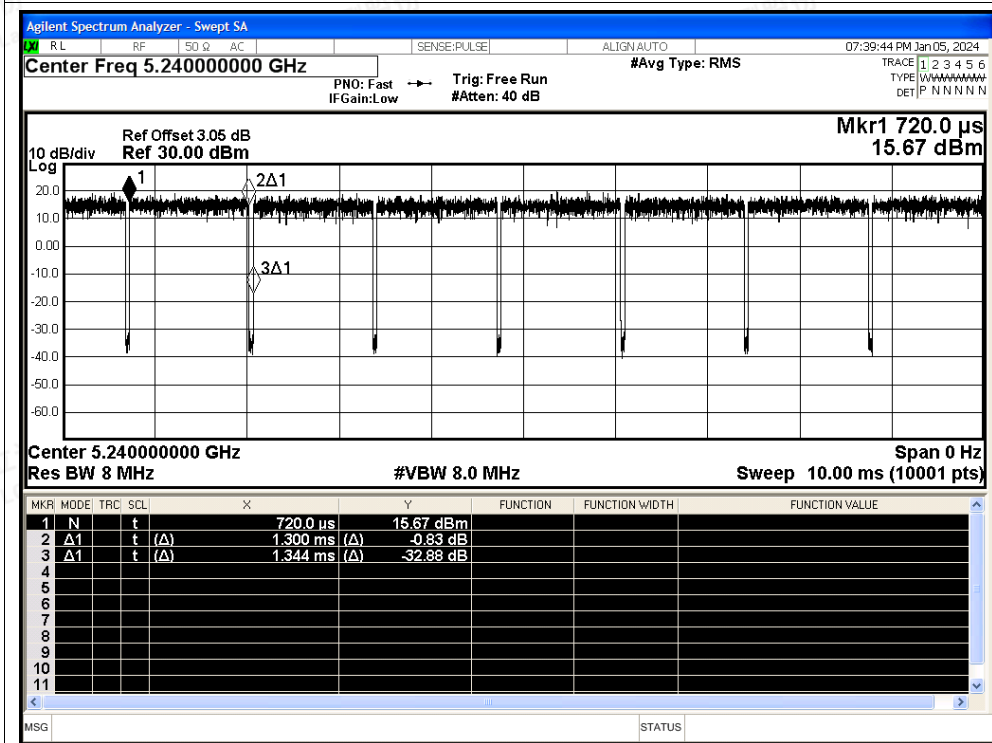 Agilent Spectrum Analyzer - Swept SA
LXI RL RF 50 Ω AC SENSE:PULSE ALIGN AUTO 07:39:44 PM Jan 05, 2024
Center Freq 5.240000000 GHz #Avg Type: RMS TRACE 1 2 3 4 5 6
PNO: Fast Trig: Free Run TYPE W
IFGain:Low #Atten: 40 dB DET P N N N N N
Mkr1 720.0 µs
Ref Offset 3.05 dB
10 dB/div Ref 30.00 dBm 15.67 dBm
Log
1
2Δ1
20.0
10.0
0.00
3Δ1
-10.0
-20.0
-30.0
-40.0
-50.0
-60.0
Center 5.240000000 GHz Span 0 Hz
Res BW 8 MHz #VBW 8.0 MHz Sweep 10.00 ms (10001 pts)
MKR MODE TRC SCL X Y FUNCTION FUNCTION WIDTH FUNCTION VALUE
1 N t 720.0 µs 15.67 dBm
2 Δ1 t (Δ) 1.300 ms (Δ) -0.83 dB
3 Δ1 t (Δ) 1.344 ms (Δ) -32.88 dB
4
5
6
7
8
9
10
11
MSG STATUS